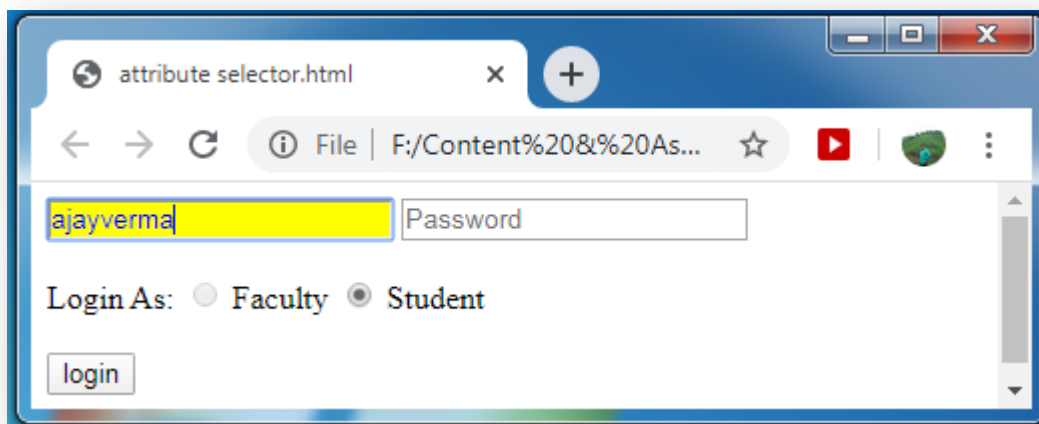 attribute selector.html
File F:/Content%20&%20As...
ajayverma Password
Login As: Faculty Student
login